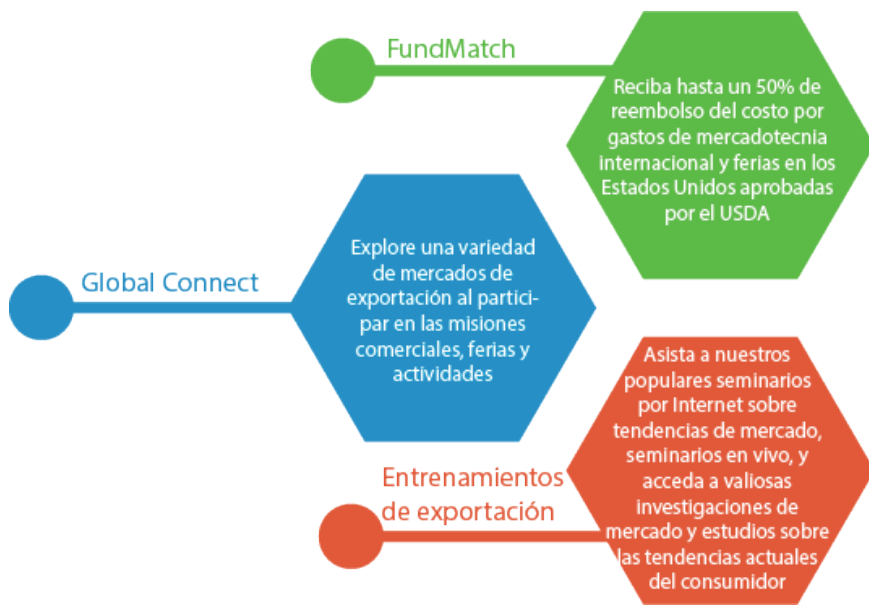 FundMatch
Reciba hasta un 50% de
reembolso del costo por
gastos de mercadotecnia
internacional y ferias en los
Estados Unidos aprobadas
por el USDA
Global Connect
Explore una variedad
de mercados de
exportación al partici-
par en las misiones
comerciales, ferias y
actividades
Entrenamientos
de exportación
Asista a nuestros
populares seminarios
por Internet sobre
tendencias de mercado,
seminarios en vivo, y
acceda a valiosas
investigaciones de
mercado y estudios sobre
las tendencias actuales
del consumidor